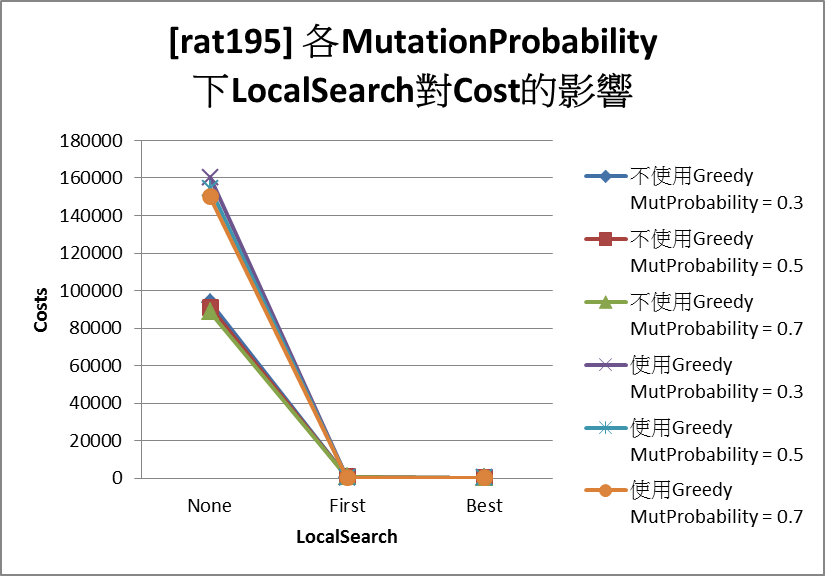 [rat195] 各MutationProbability
下LocalSearch對Cost的影響
180000
160000
140000
120000
100000
80000
60000
40000
20000
0
Costs
None
First
Best
LocalSearch
不使用Greedy
MutProbability = 0.3
不使用Greedy
MutProbability = 0.5
不使用Greedy
MutProbability = 0.7
使用Greedy
MutProbability = 0.3
使用Greedy
MutProbability = 0.5
使用Greedy
MutProbability = 0.7